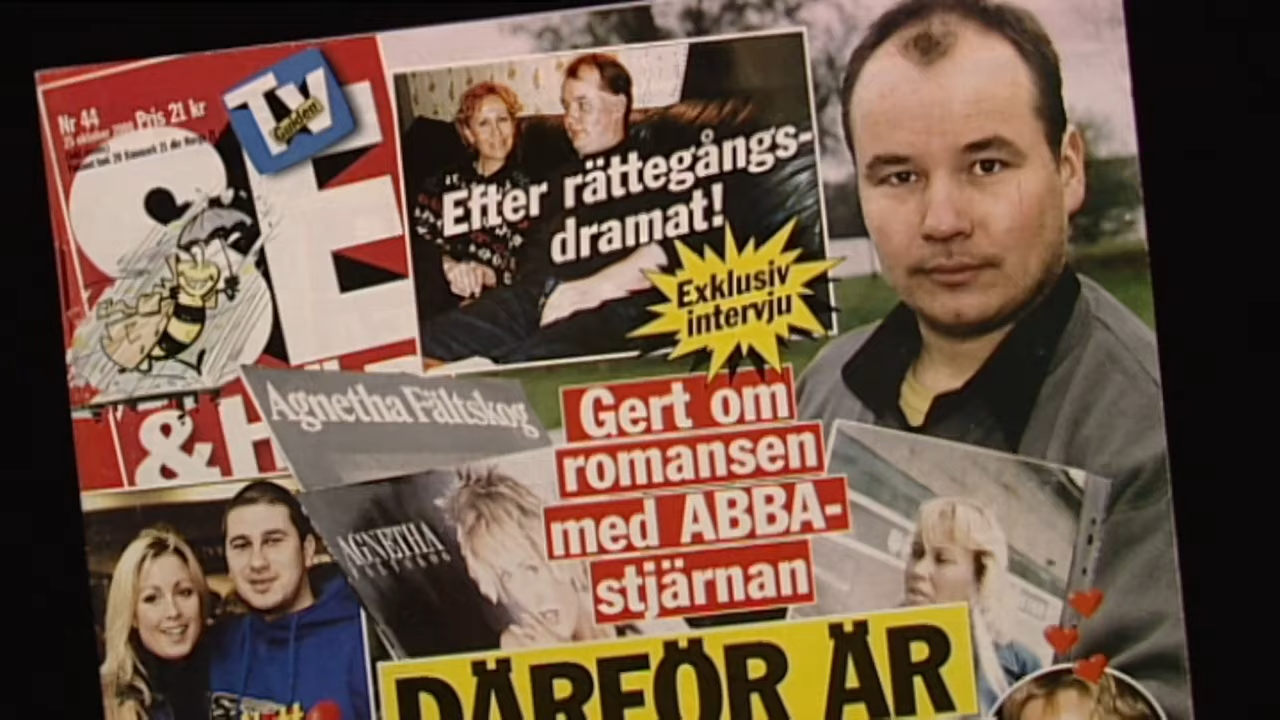 Nr 44 Pris 21 kr
TV
Guiden
SE
& H
Efter rättegångs-
dramat!
Exklusiv
intervju
Agnetha Fältskog
AGNETHA
Gert om
romansen
med ABBA-
stjärnan
DÄRFÖR ÄR